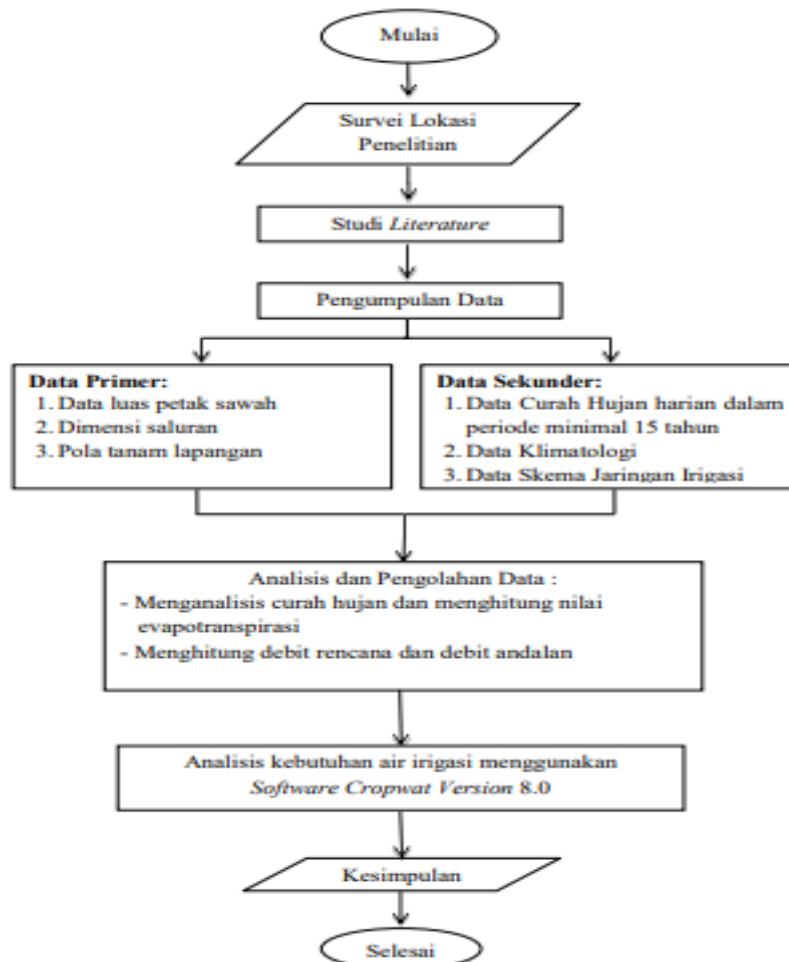 Mulai
Survei Lokasi
Penelitian
Studi Literature
Pengumpulan Data
Data Primer:
1. Data luas petak sawah
2. Dimensi saluran
3. Pola tanam lapangan
Data Sekunder:
1. Data Curah Hujan harian dalam
periode minimal 15 tahun
2. Data Klimatologi
3. Data Skema Jaringan Irigasi
Analisis dan Pengolahan Data :
- Menganalisis curah hujan dan menghitung nilai
evapotranspirasi
- Menghitung debit rencana dan debit andalan
Analisis kebutuhan air irigasi menggunakan
Software Cropwat Version 8.0
Kesimpulan
Selesai